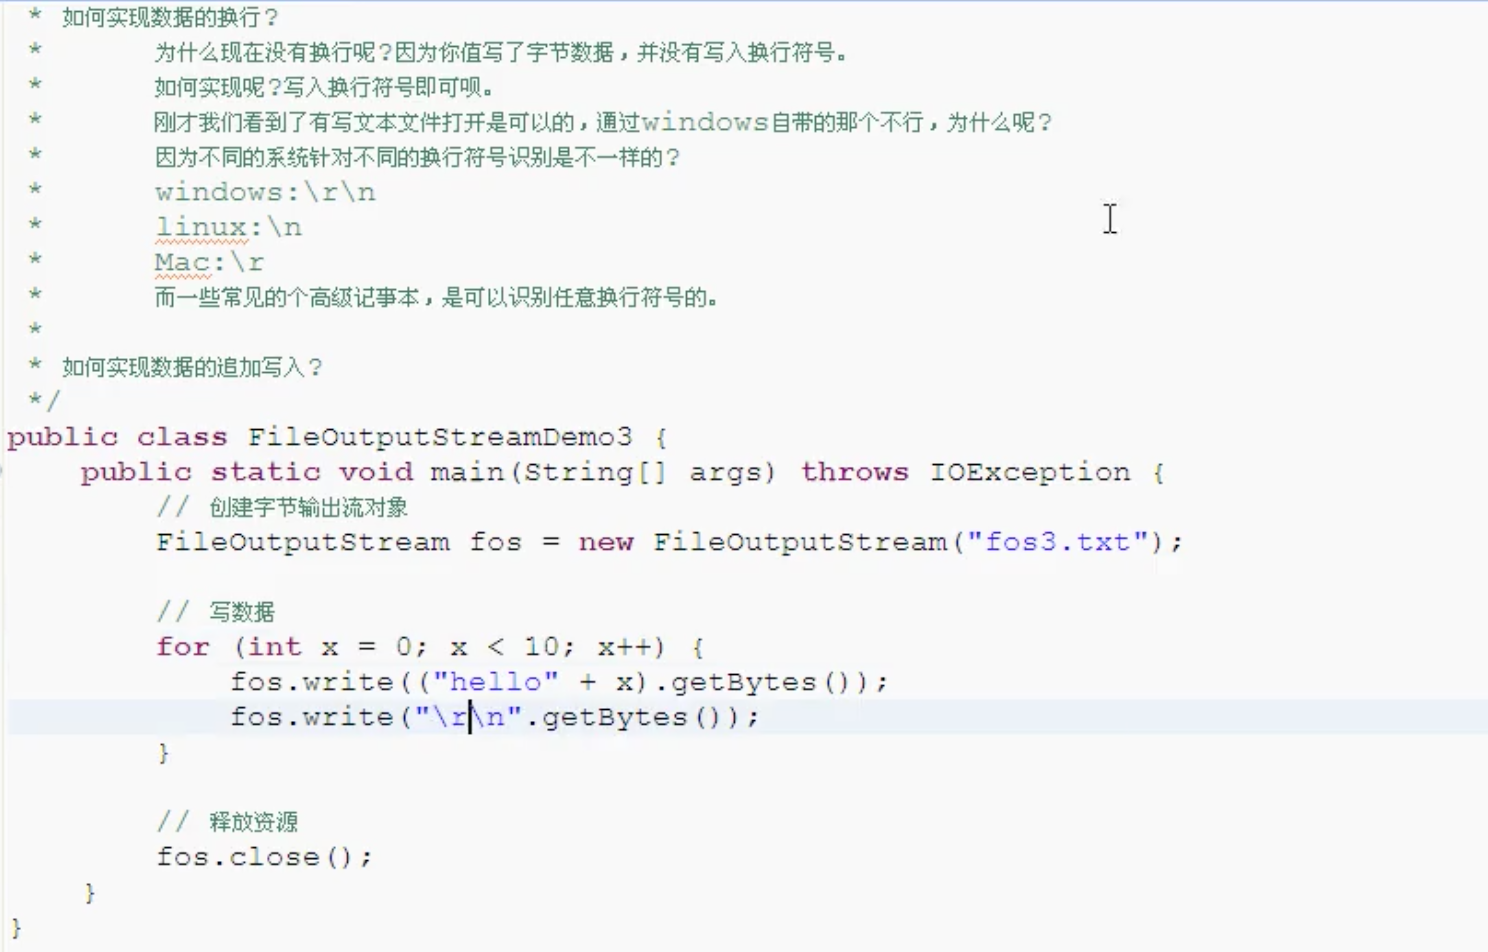 * 如何实现数据的换行？
* 为什么现在没有换行呢？因为你值写了字节数据，并没有写入换行符号。
* 如何实现呢？写入换行符号即可呗。
* 刚才我们看到了有写文本文件打开是可以的，通过windows自带的那个不行，为什么呢？
* 因为不同的系统针对不同的换行符号识别是不一样的？
* windows:\r\n
* linux:\n
* Mac:\r
* 而一些常见的个高级记事本，是可以识别任意换行符号的。
*
* 如何实现数据的追加写入？
*/
public class FileOutputStreamDemo3 {
public static void main(String[] args) throws IOException {
// 创建字节输出流对象
FileOutputStream fos = new FileOutputStream("fos3.txt");
// 写数据
for (int x = 0; x < 10; x++) {
fos.write(("hello" + x).getBytes());
fos.write("\r\n".getBytes());
}
// 释放资源
fos.close();
}
}